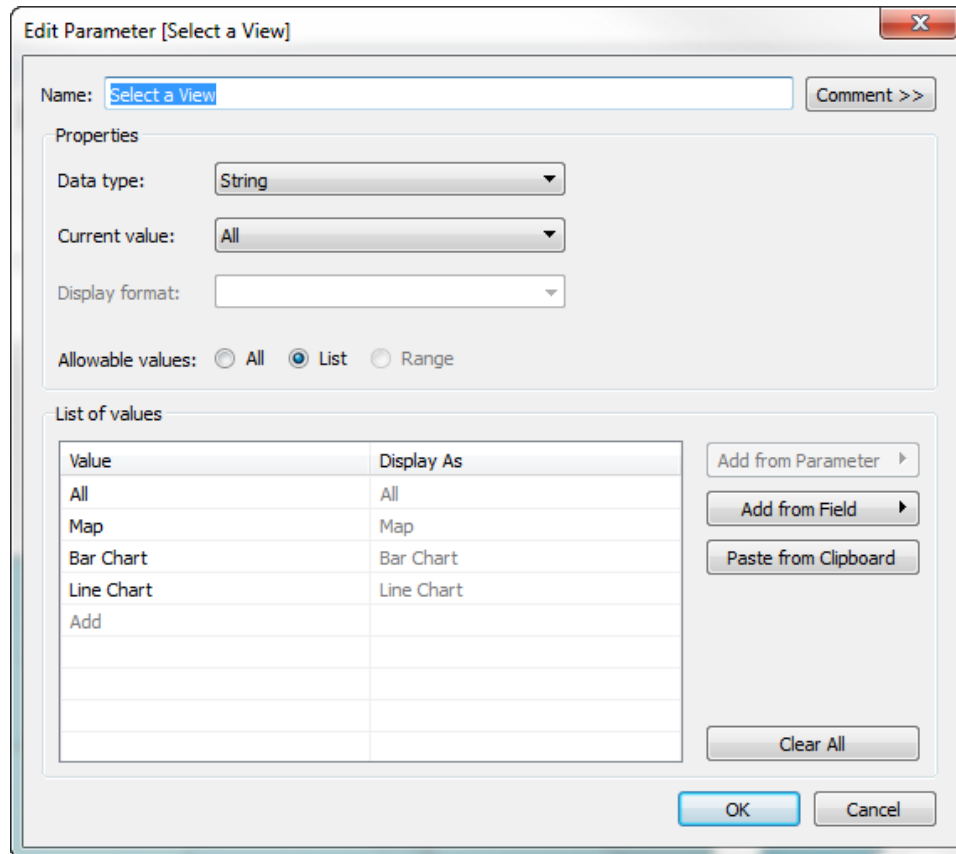 Edit Parameter [Select a View]
Name: Select a View Comment >>
Properties
Data type: String
Current value: All
Display format:
Allowable values: All List Range
List of values
Value Display As Add from Parameter
All All
Add from Field
Map Map
Bar Chart Bar Chart Paste from Clipboard
Line Chart Line Chart
Add
Clear All
OK Cancel